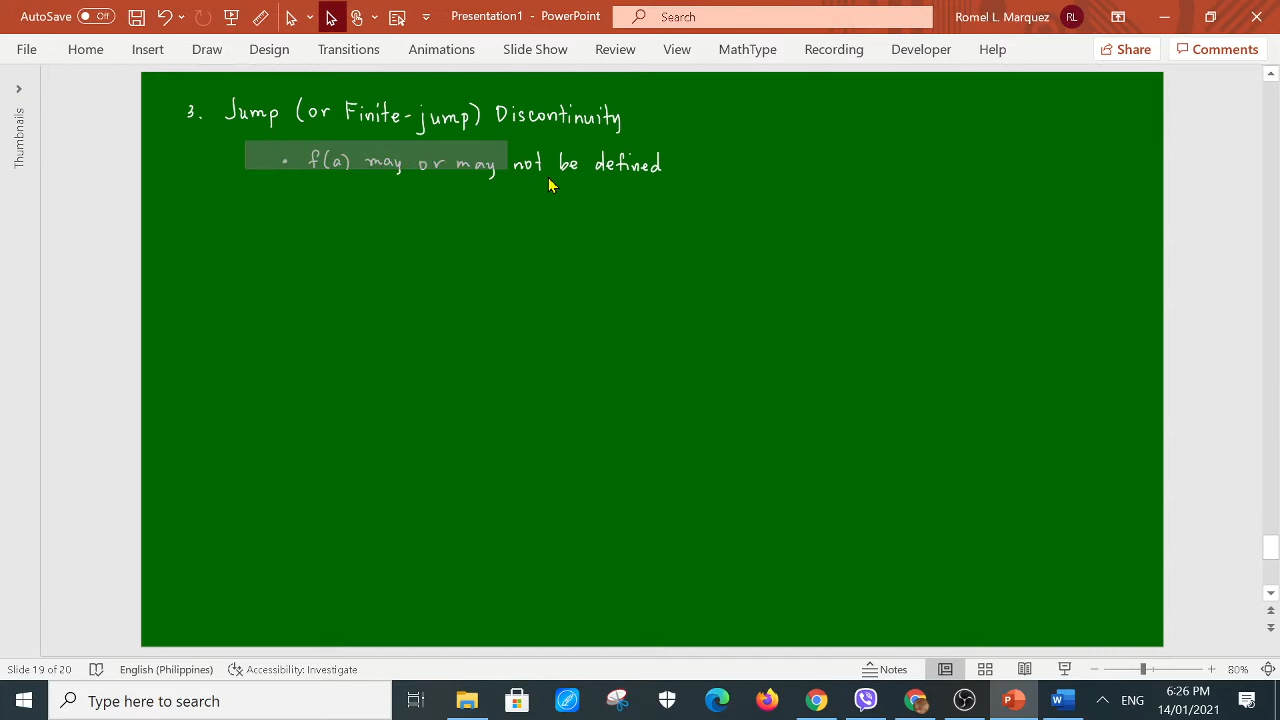 AutoSave Off Presentation1 - PowerPoint Search Romel L. Marquez RL
File Home Insert Draw Design Transitions Animations Slide Show Review View MathType Recording Developer Help Share Comments
Thumbnails
3. Jump (or Finite-jump) Discontinuity
• f(a) may or may not be defined
Slide 19 of 20 English (Philippines) Accessibility: Investigate Notes 80%
Type here to search ENG 6:26 PM
14/01/2021